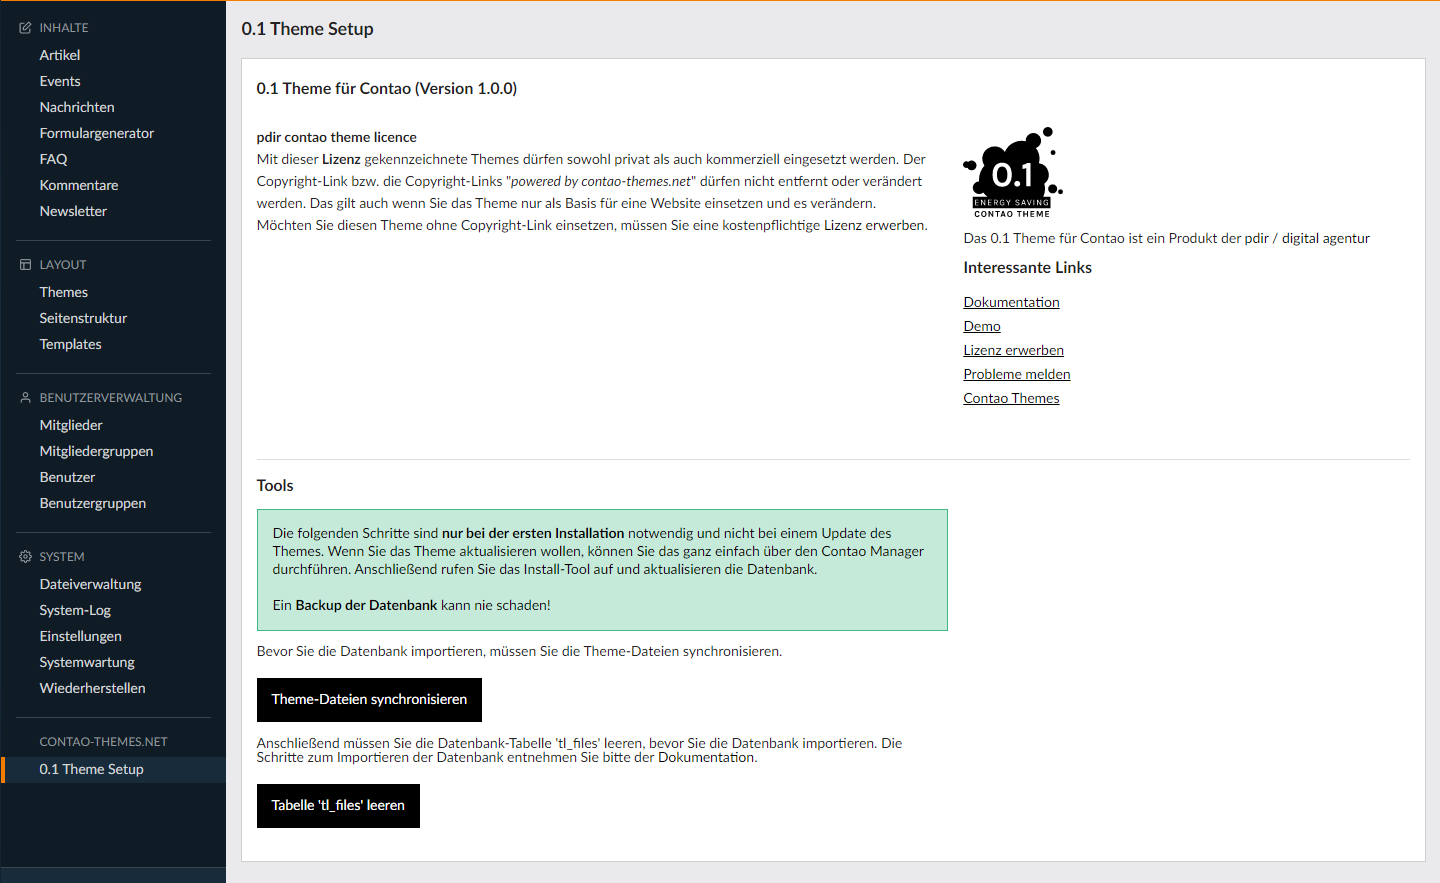 INHALTE
Artikel
Events
Nachrichten
Formulargenerator
FAQ
Kommentare
Newsletter
LAYOUT
Themes
Seitenstruktur
Templates
BENUTZERVERWALTUNG
Mitglieder
Mitgliedergruppen
Benutzer
Benutzergruppen
SYSTEM
Dateiverwaltung
System-Log
Einstellungen
Systemwartung
Wiederherstellen
CONTAO-THEMES.NET
0.1 Theme Setup
0.1 Theme Setup
0.1 Theme für Contao (Version 1.0.0)
pdir contao theme licence
Mit dieser Lizenz gekennzeichnete Themes dürfen sowohl privat als auch kommerziell eingesetzt werden. Der
Copyright-Link bzw. die Copyright-Links "powered by contao-themes.net" dürfen nicht entfernt oder verändert
werden. Das gilt auch wenn Sie das Theme nur als Basis für eine Website einsetzen und es verändern.
Möchten Sie diesen Theme ohne Copyright-Link einsetzen, müssen Sie eine kostenpflichtige Lizenz erwerben.
0.1
ENERGY SAVING
CONTAO THEME
Das 0.1 Theme für Contao ist ein Produkt der pdir / digital agentur
Interessante Links
Dokumentation
Demo
Lizenz erwerben
Probleme melden
Contao Themes
Tools
Die folgenden Schritte sind nur bei der ersten Installation notwendig und nicht bei einem Update des
Themes. Wenn Sie das Theme aktualisieren wollen, können Sie das ganz einfach über den Contao Manager
durchführen. Anschließend rufen Sie das Install-Tool auf und aktualisieren die Datenbank.
Ein Backup der Datenbank kann nie schaden!
Bevor Sie die Datenbank importieren, müssen Sie die Theme-Dateien synchronisieren.
Theme-Dateien synchronisieren
Anschließend müssen Sie die Datenbank-Tabelle 'tl_files' leeren, bevor Sie die Datenbank importieren. Die
Schritte zum Importieren der Datenbank entnehmen Sie bitte der Dokumentation.
Tabelle 'tl_files' leeren